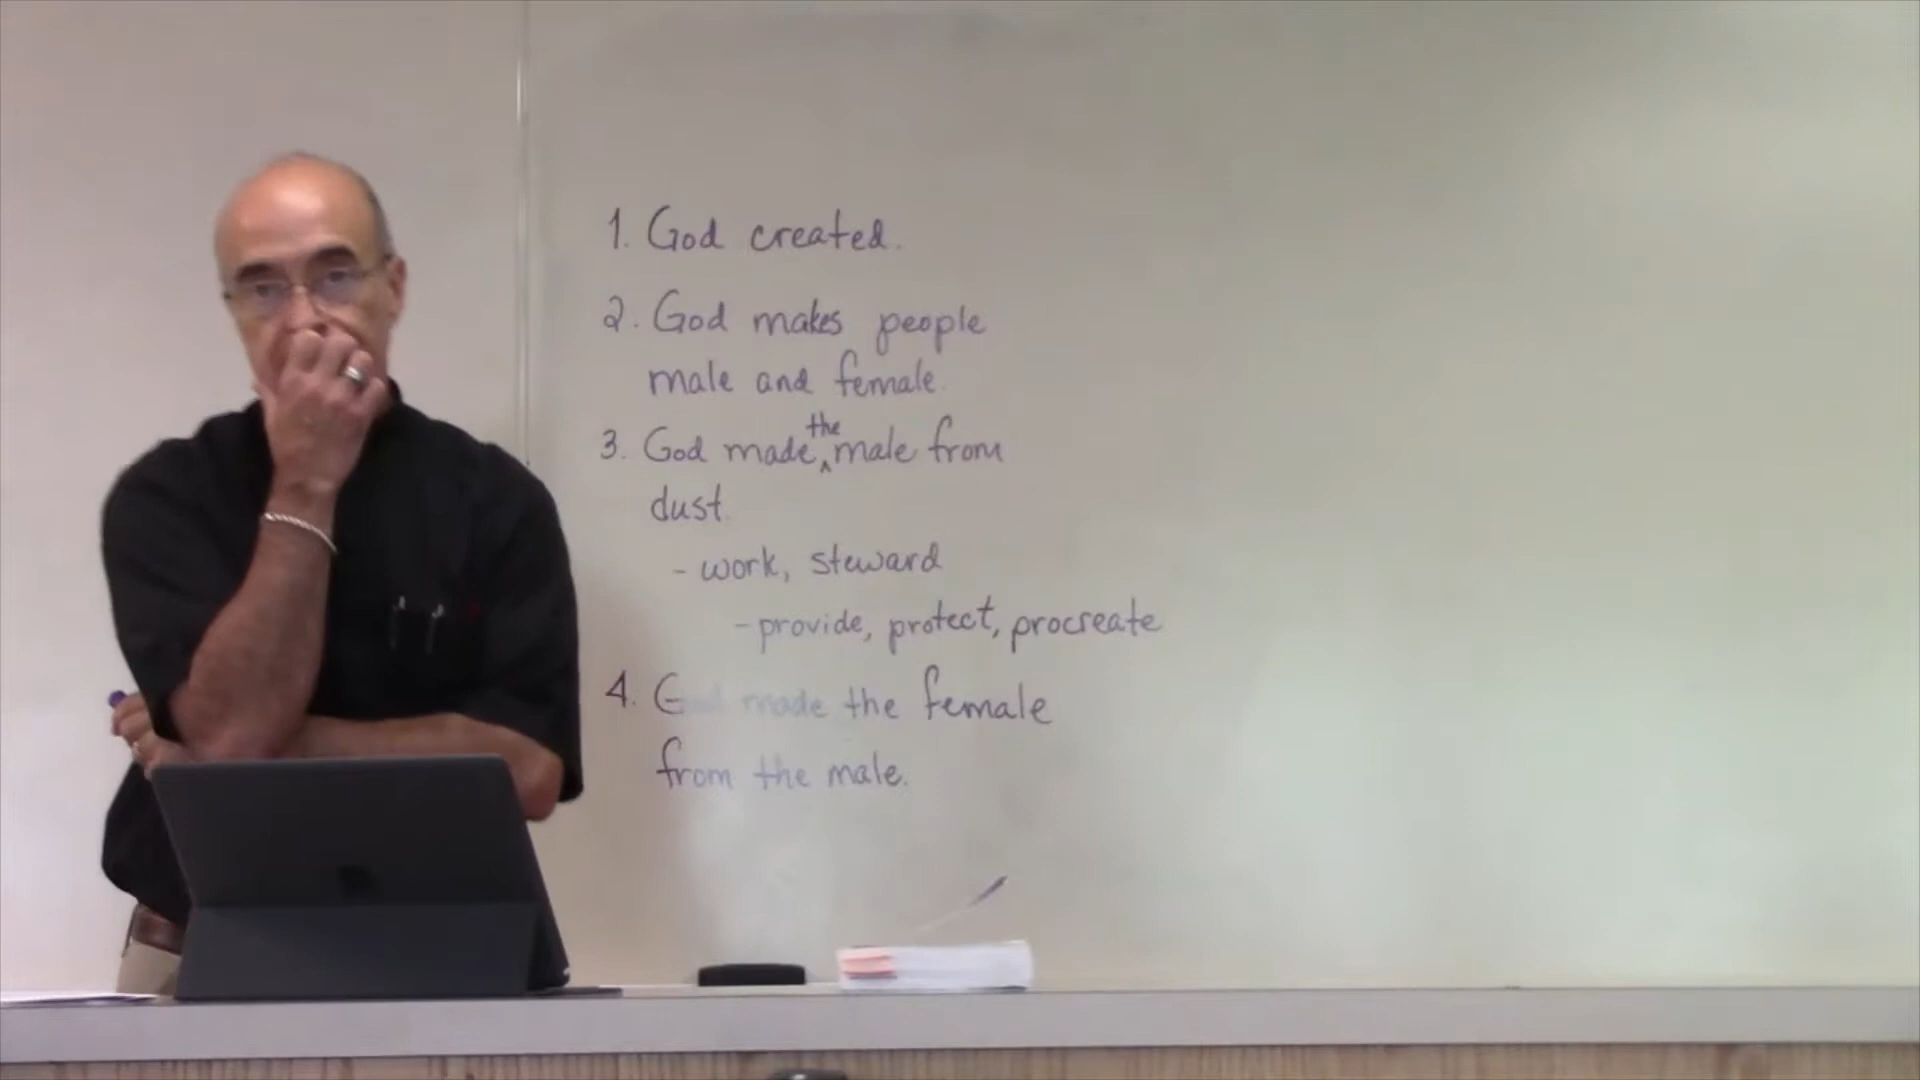 1. God created.
2. God makes people
male and female.
3. God made the male from
dust.
- work, steward
- provide, protect, procreate
4. God made the female
from the male.